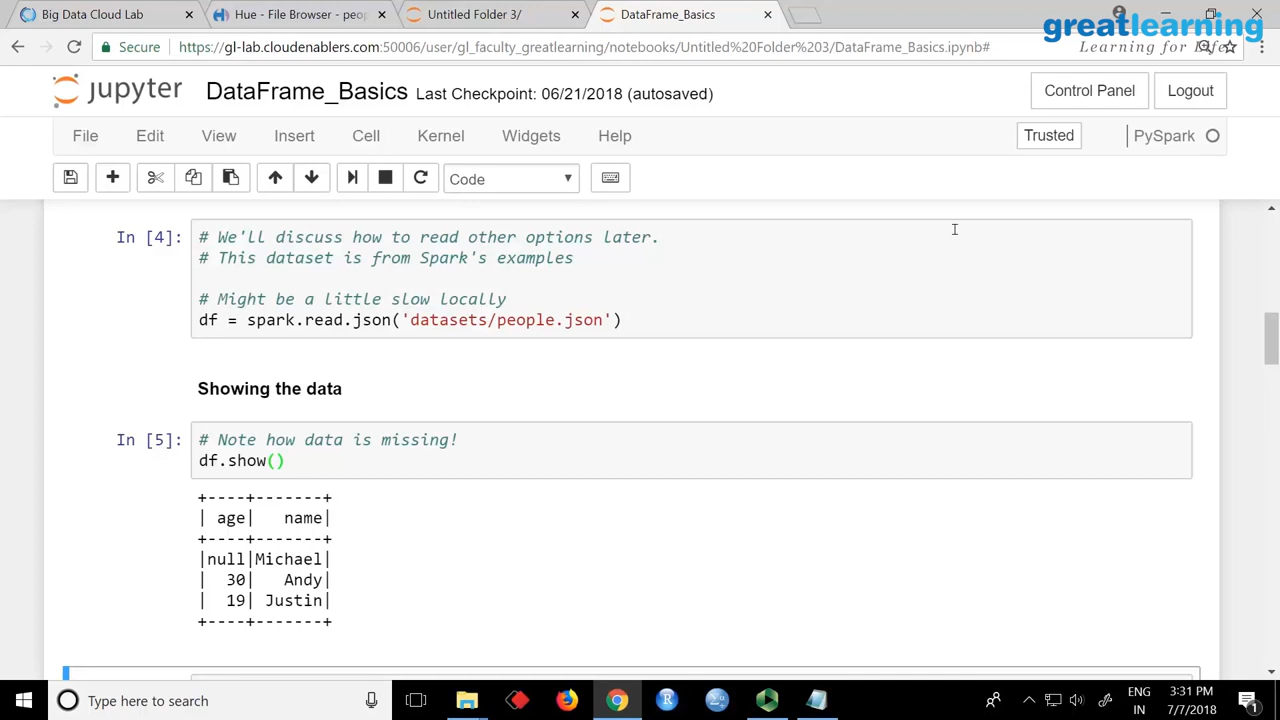 Big Data Cloud Lab
Hue - File Browser - peop
Untitled Folder 3/
DataFrame_Basics
greatlearning
Learning for Life
Secure
https://gl-lab.cloudenablers.com:50006/user/gl_faculty_greatlearning/notebooks/Untitled%20Folder%203/DataFrame_Basics.ipynb#
jupyter DataFrame_Basics Last Checkpoint: 06/21/2018 (autosaved)
Control Panel
Logout
File Edit View Insert Cell Kernel Widgets Help
Trusted
PySpark
Code
In [4]: # We'll discuss how to read other options later.
# This dataset is from Spark's examples
# Might be a little slow locally
df = spark.read.json('datasets/people.json')
Showing the data
In [5]: # Note how data is missing!
df.show()
+----+-------+
| age|   name|
+----+-------+
|null|Michael|
|  30|   Andy|
|  19| Justin|
+----+-------+
Type here to search
ENG
IN
3:31 PM
7/7/2018
1